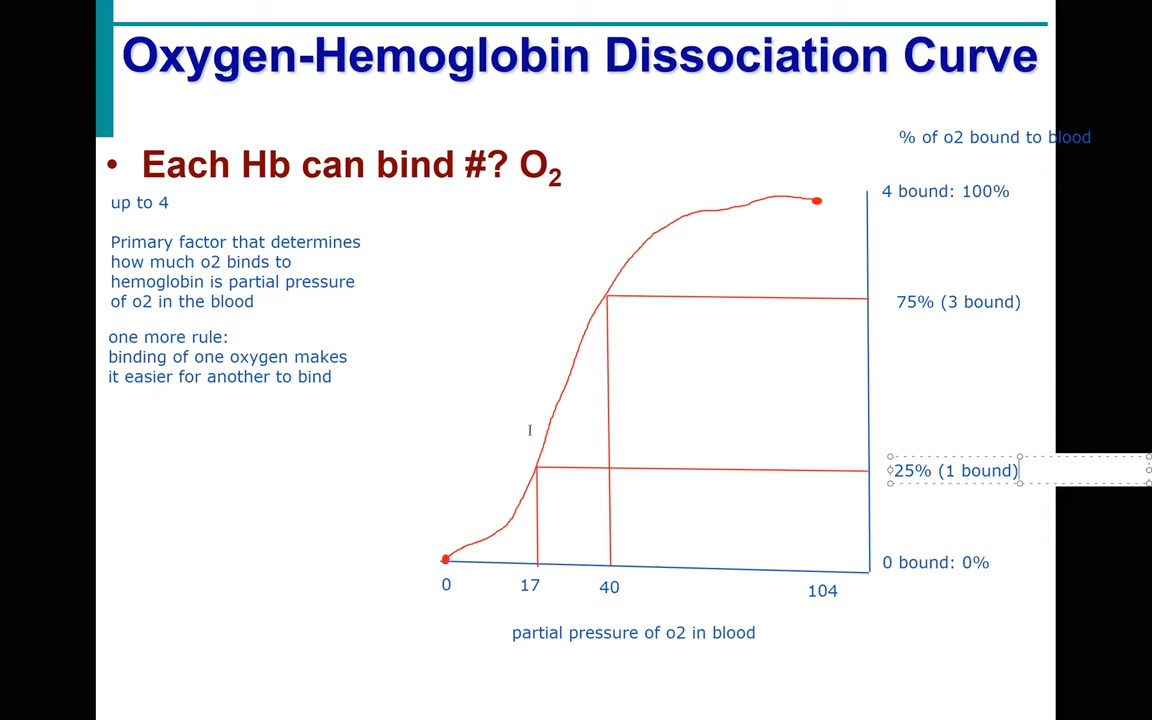 Oxygen-Hemoglobin Dissociation Curve
• Each Hb can bind #? O2
up to 4
Primary factor that determines
how much o2 binds to
hemoglobin is partial pressure
of o2 in the blood
one more rule:
binding of one oxygen makes
it easier for another to bind
% of o2 bound to blood
4 bound: 100%
75% (3 bound)
25% (1 bound)
0 bound: 0%
0
17
40
104
partial pressure of o2 in blood